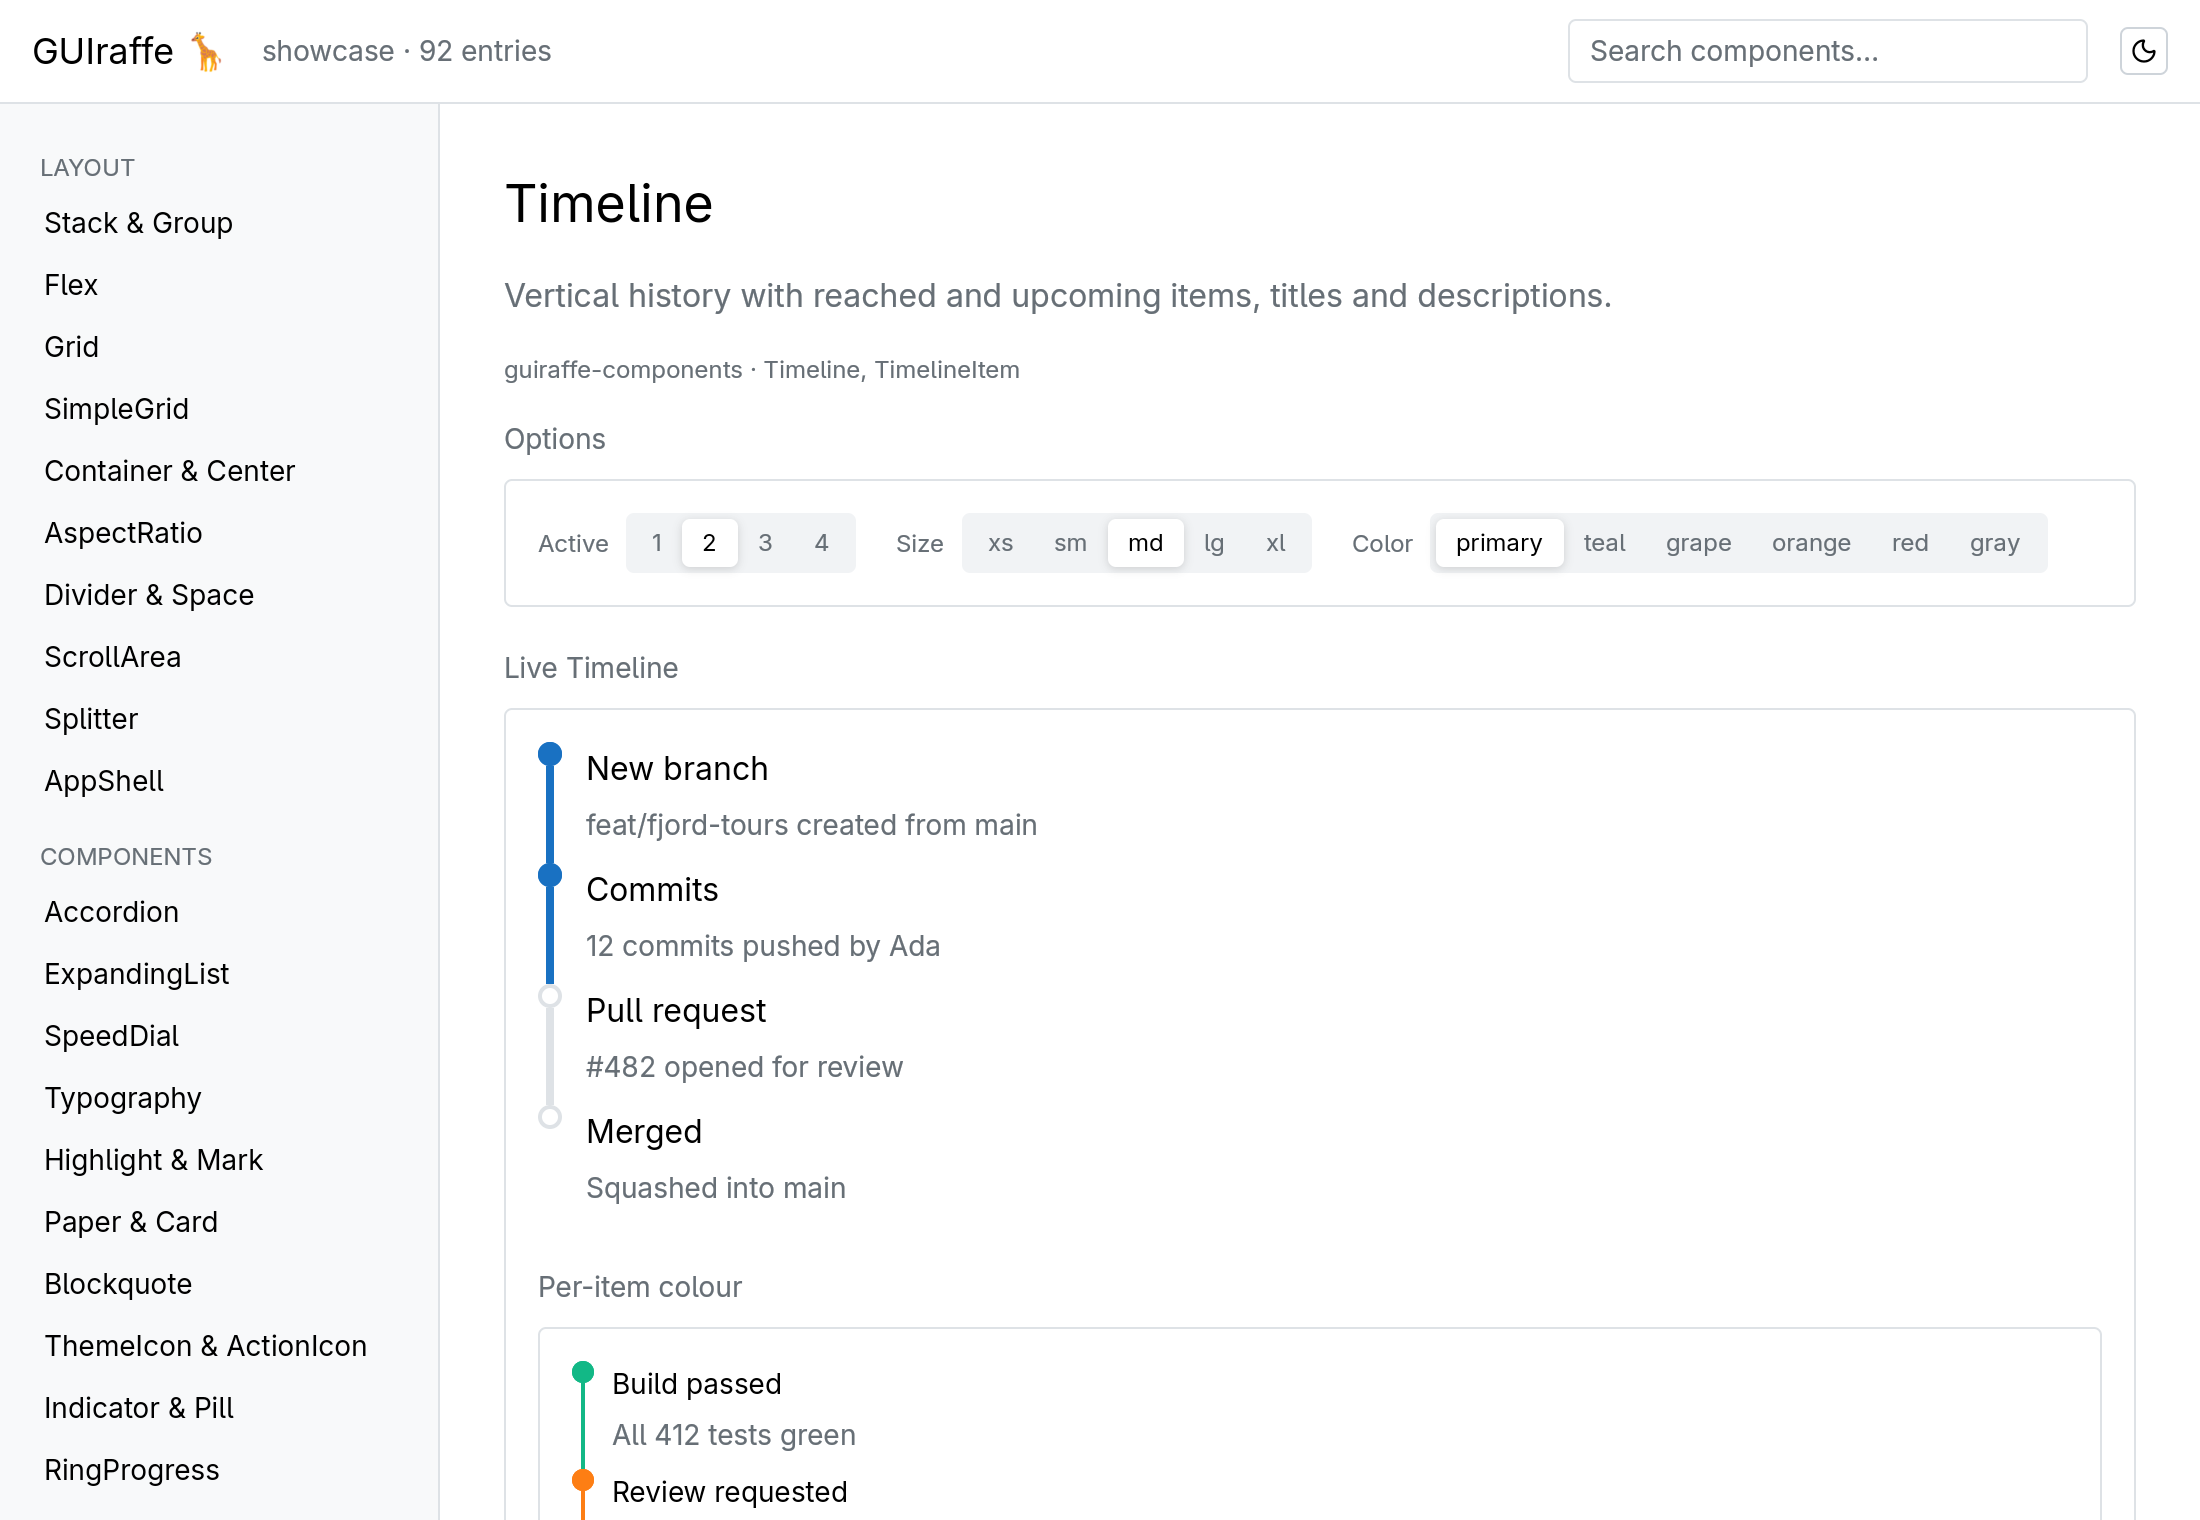 GUIraffe 🦒 showcase · 92 entries
Search components...
LAYOUT
Stack & Group
Flex
Grid
SimpleGrid
Container & Center
AspectRatio
Divider & Space
ScrollArea
Splitter
AppShell
COMPONENTS
Accordion
ExpandingList
SpeedDial
Typography
Highlight & Mark
Paper & Card
Blockquote
ThemeIcon & ActionIcon
Indicator & Pill
RingProgress
Timeline
Vertical history with reached and upcoming items, titles and descriptions.
guiraffe-components · Timeline, TimelineItem
Options
Active 1 2 3 4 Size xs sm md lg xl Color primary teal grape orange red gray
Live Timeline
New branch
feat/fjord-tours created from main
Commits
12 commits pushed by Ada
Pull request
#482 opened for review
Merged
Squashed into main
Per-item colour
Build passed
All 412 tests green
Review requested